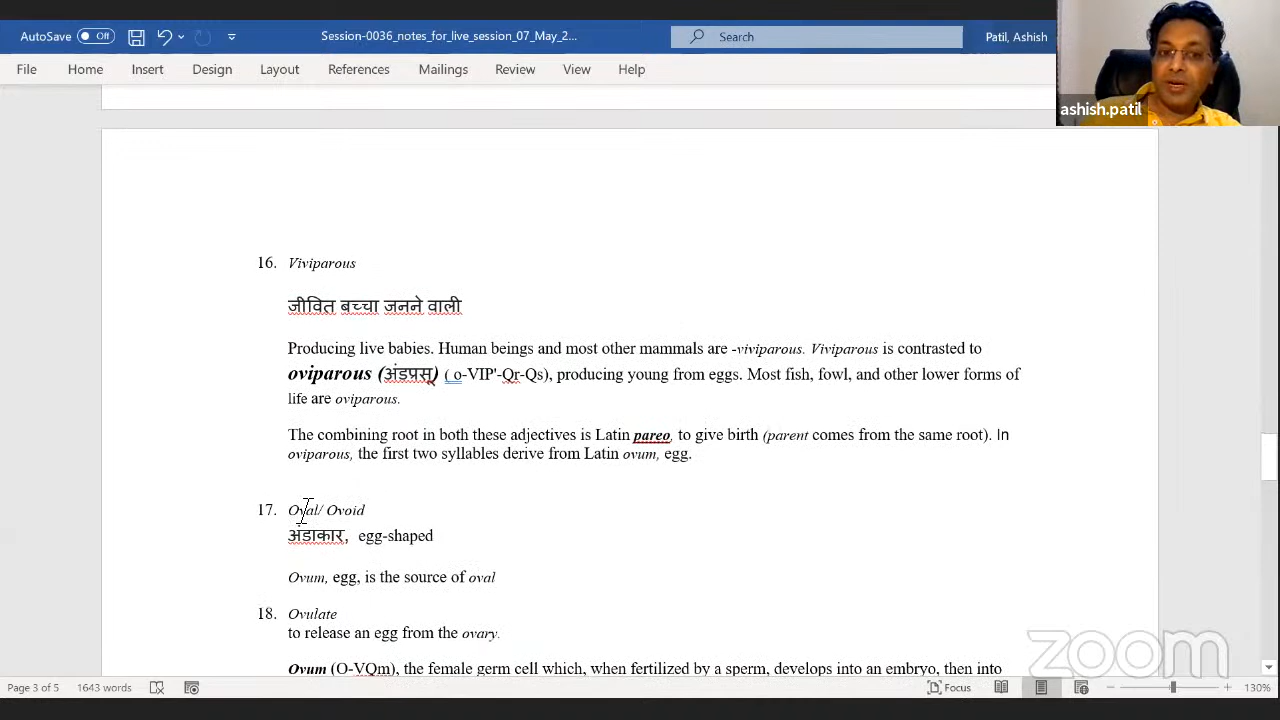 AutoSave Off Session-0036_notes_for_live_session_07_May_2... Search Patil, Ashish
File Home Insert Design Layout References Mailings Review View Help
ashish.patil
16. Viviparous
जीवित बच्चा जनने वाली
Producing live babies. Human beings and most other mammals are -viviparous. Viviparous is contrasted to
oviparous (अंडप्रसू) ( o-VIP'-Qr-Qs), producing young from eggs. Most fish, fowl, and other lower forms of
life are oviparous.
The combining root in both these adjectives is Latin pareo, to give birth (parent comes from the same root). In
oviparous, the first two syllables derive from Latin ovum, egg.
17. Oval/ Ovoid
अंडाकार, egg-shaped
Ovum, egg, is the source of oval
18. Ovulate
to release an egg from the ovary.
Ovum (O-VQm), the female germ cell which, when fertilized by a sperm, develops into an embryo, then into
zoom
Page 3 of 5 1643 words Focus 130%